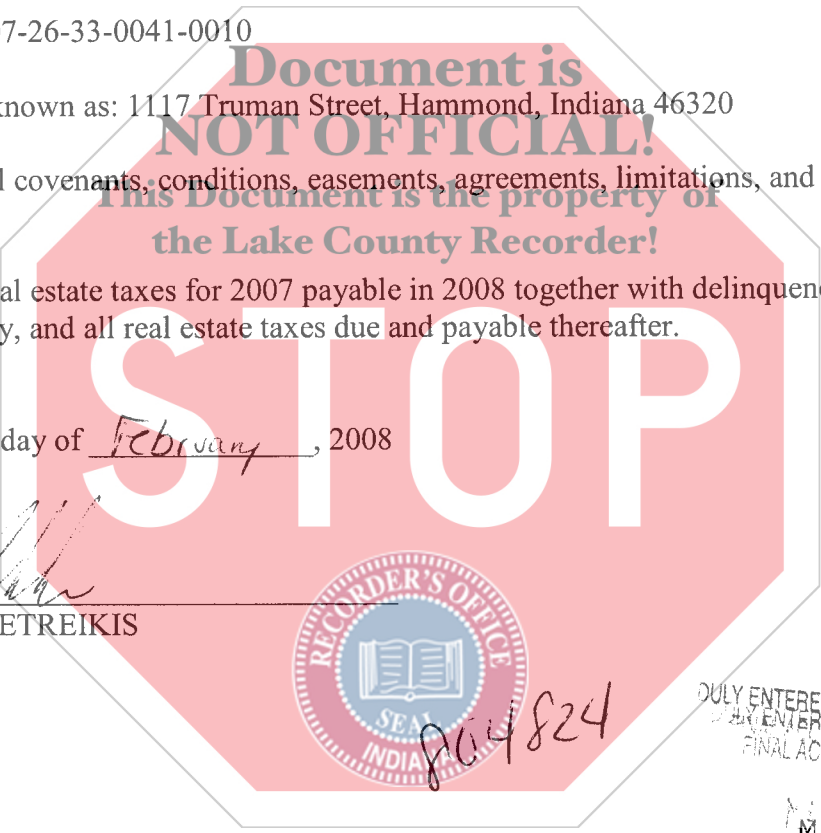 7-26-33-0041-0010
Document is
known as: 1117 Truman Street, Hammond, Indiana 46320
NOT OFFICIAL!
l covenants, conditions, easements, agreements, limitations, and
This Document is the property of
the Lake County Recorder!
al estate taxes for 2007 payable in 2008 together with delinquen
y, and all real estate taxes due and payable thereafter.
STOP
day of February, 2008
ETREIKIS
RECORDER'S OFFICE
SEAL
INDIANA
804824
DULY ENTERE
FINAL AC